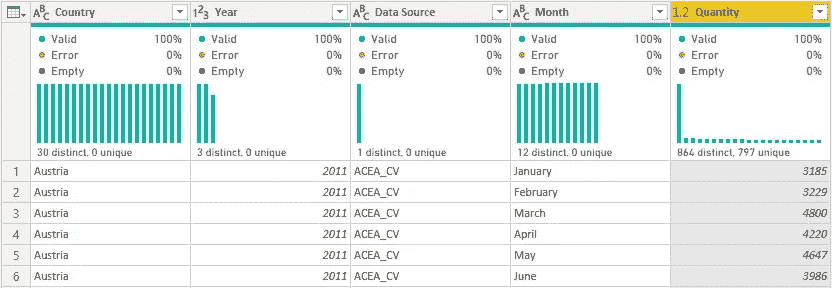 ABC Country ABC 123 Year ABC Data Source ABC Month 1.2 Quantity
Valid 100% Valid 100% Valid 100% Valid 100% Valid 100%
Error 0% Error 0% Error 0% Error 0% Error 0%
Empty 0% Empty 0% Empty 0% Empty 0% Empty 0%
30 distinct, 0 unique 3 distinct, 0 unique 1 distinct, 0 unique 12 distinct, 0 unique 864 distinct, 797 unique
1 Austria 2011 ACEA_CV January 3185
2 Austria 2011 ACEA_CV February 3229
3 Austria 2011 ACEA_CV March 4800
4 Austria 2011 ACEA_CV April 4220
5 Austria 2011 ACEA_CV May 4647
6 Austria 2011 ACEA_CV June 3986